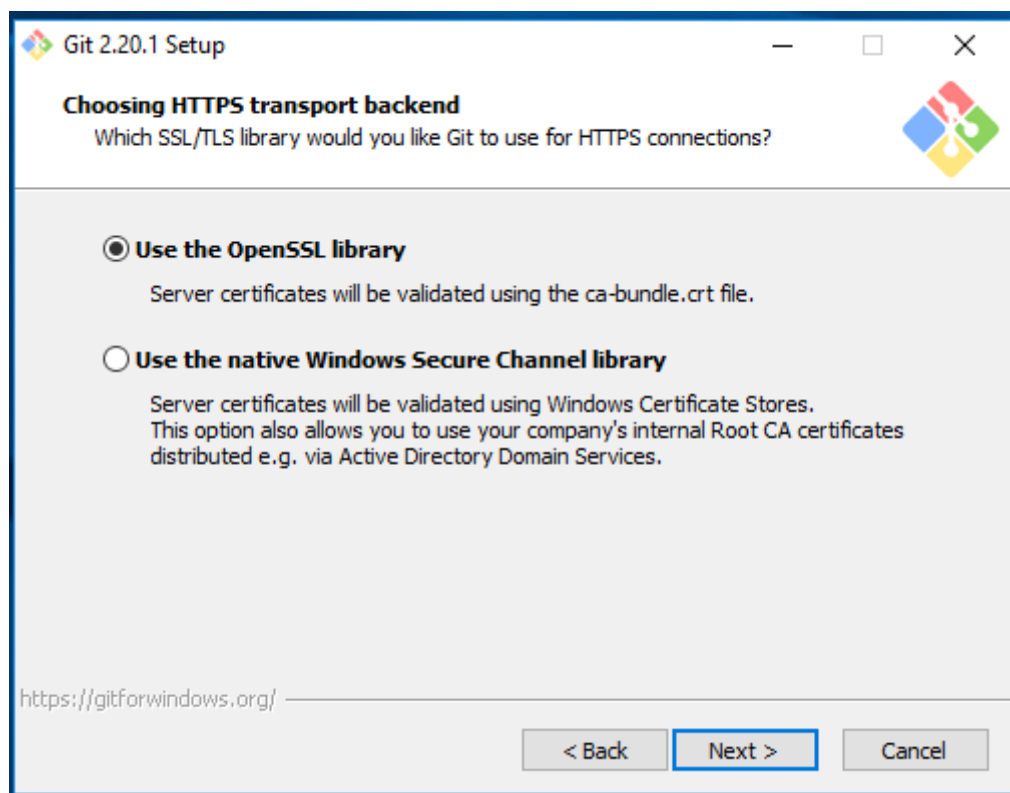 Git 2.20.1 Setup
Choosing HTTPS transport backend
Which SSL/TLS library would you like Git to use for HTTPS connections?
Use the OpenSSL library
Server certificates will be validated using the ca-bundle.crt file.
Use the native Windows Secure Channel library
Server certificates will be validated using Windows Certificate Stores.
This option also allows you to use your company's internal Root CA certificates
distributed e.g. via Active Directory Domain Services.
https://gitforwindows.org/
< Back Next > Cancel